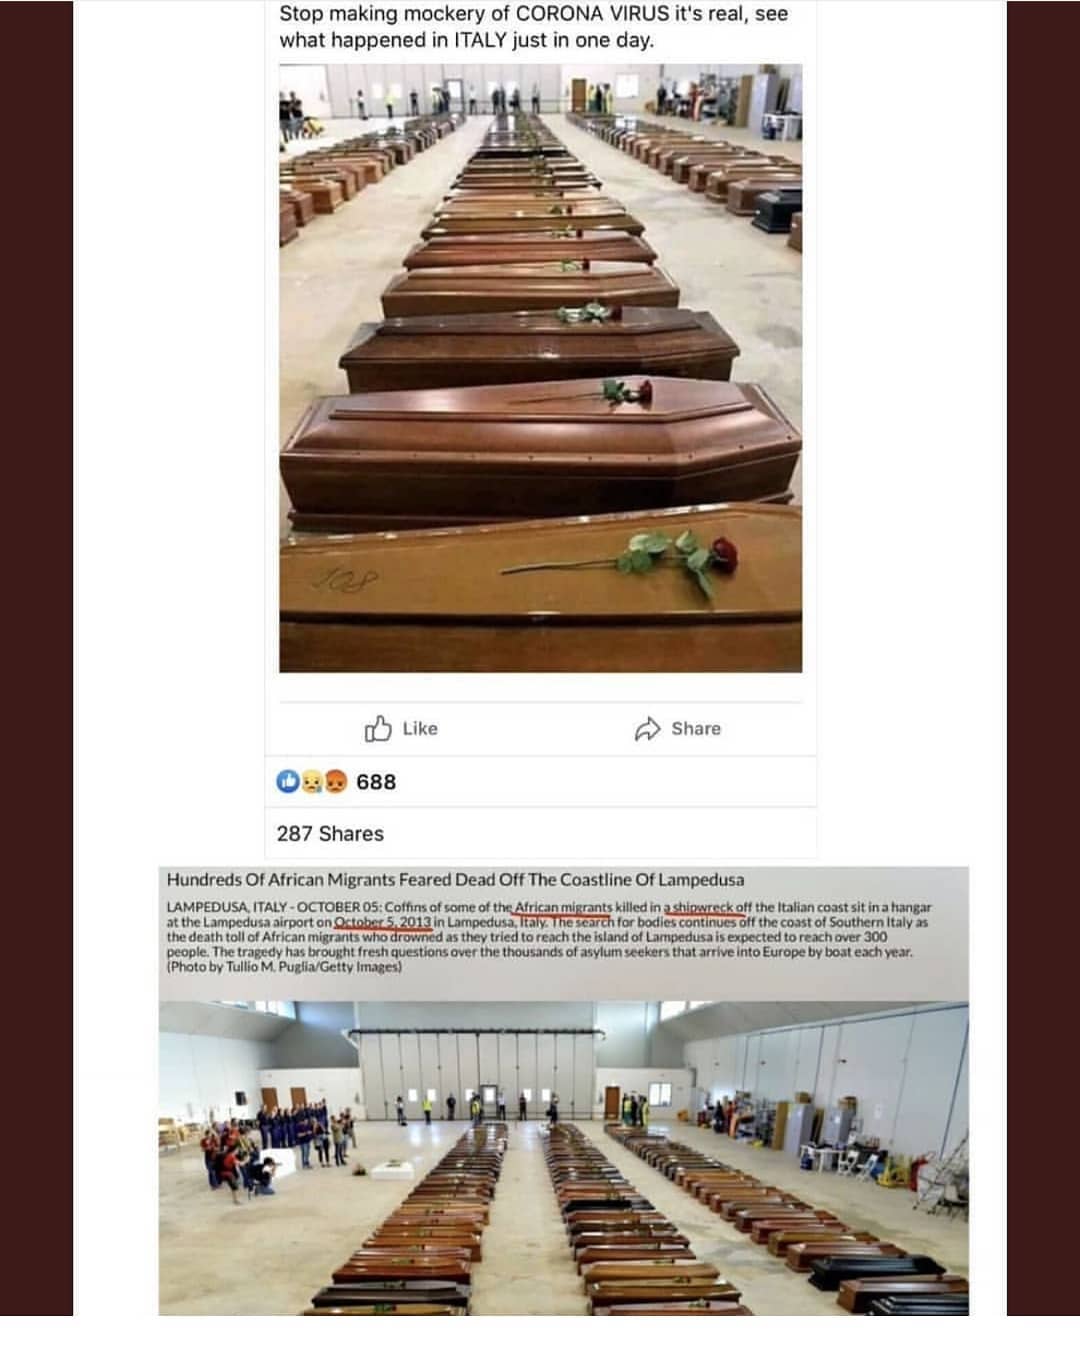 Stop making mockery of CORONA VIRUS it's real, see
what happened in ITALY just in one day.
108
Like
Share
688
287 Shares
Hundreds Of African Migrants Feared Dead Off The Coastline Of Lampedusa
LAMPEDUSA, ITALY - OCTOBER 05: Coffins of some of the African migrants killed in a shipwreck off the Italian coast sit in a hangar
at the Lampedusa airport on October 5, 2013 in Lampedusa, Italy. The search for bodies continues off the coast of Southern Italy as
the death toll of African migrants who drowned as they tried to reach the island of Lampedusa is expected to reach over 300
people. The tragedy has brought fresh questions over the thousands of asylum seekers that arrive into Europe by boat each year.
(Photo by Tullio M. Puglia/Getty Images)